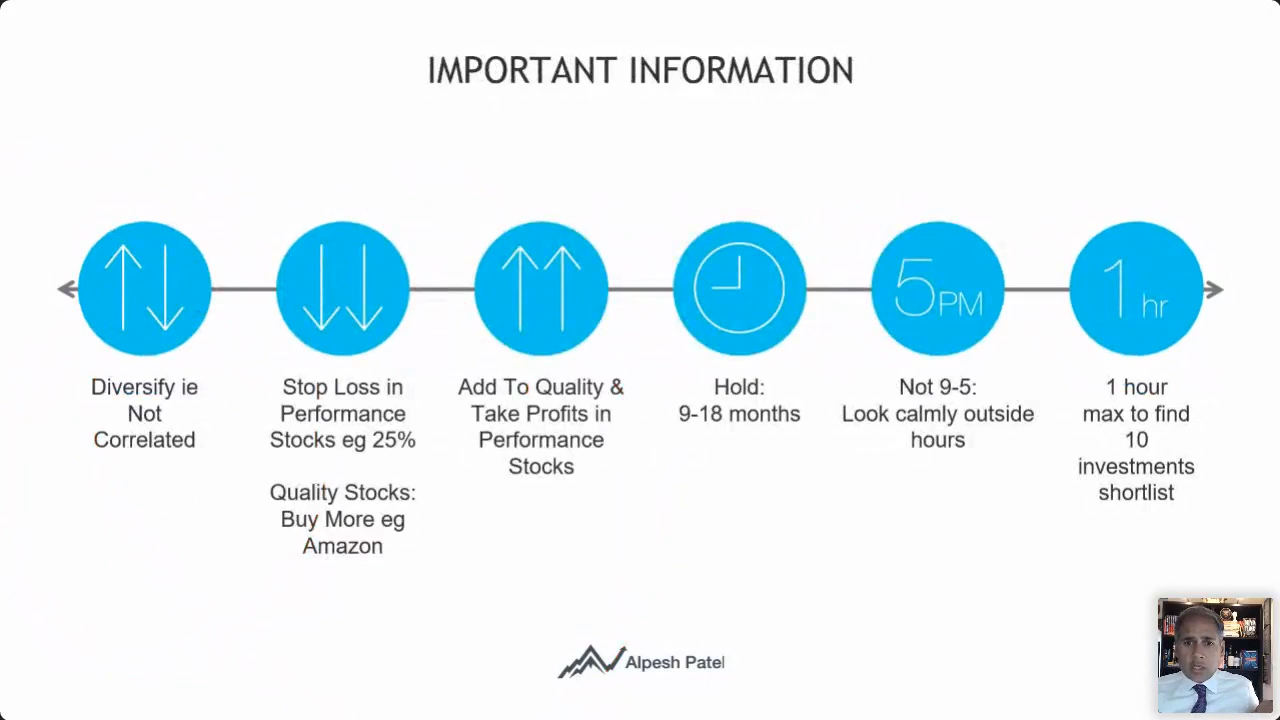 IMPORTANT INFORMATION
5 PM
1 hr
Diversify ie
Not
Correlated
Stop Loss in
Performance
Stocks eg 25%
Quality Stocks:
Buy More eg
Amazon
Add To Quality &
Take Profits in
Performance
Stocks
Hold:
9-18 months
Not 9-5:
Look calmly outside
hours
1 hour
max to find
10
investments
shortlist
Alpesh Patel